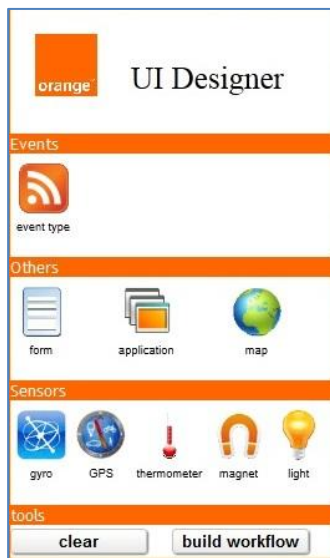 orange™
UI Designer
Events
event type
Others
form application map
Sensors
gyro GPS thermometer magnet light
tools
clear build workflow